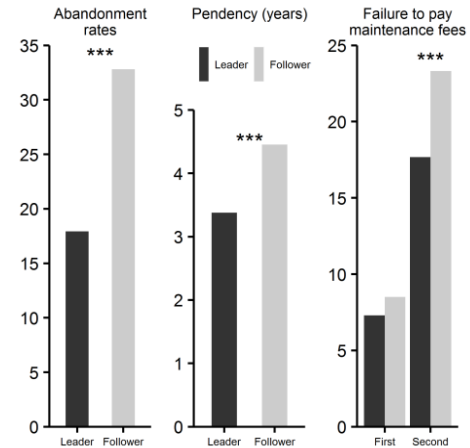 Abandonment
rates
Pendency (years)
Failure to pay
maintenance fees
Leader
Follower
35
30
25
20
15
10
5
0
***
Leader
Follower
5
4
3
2
1
0
***
Leader
Follower
25
20
15
10
5
0
***
First
Second